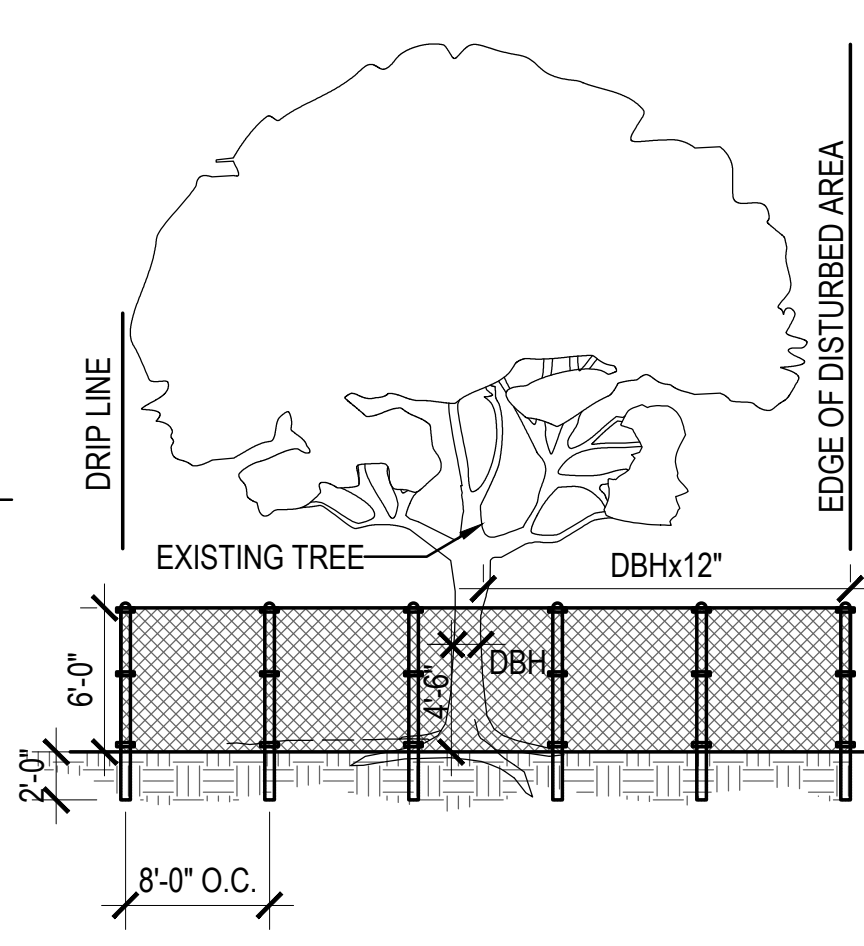 EDGE OF DISTURBED AREA
DRIP LINE
EXISTING TREE
DBHx12"
6'-0"
4'-6"
DBH
2'-0"
8'-0" O.C.